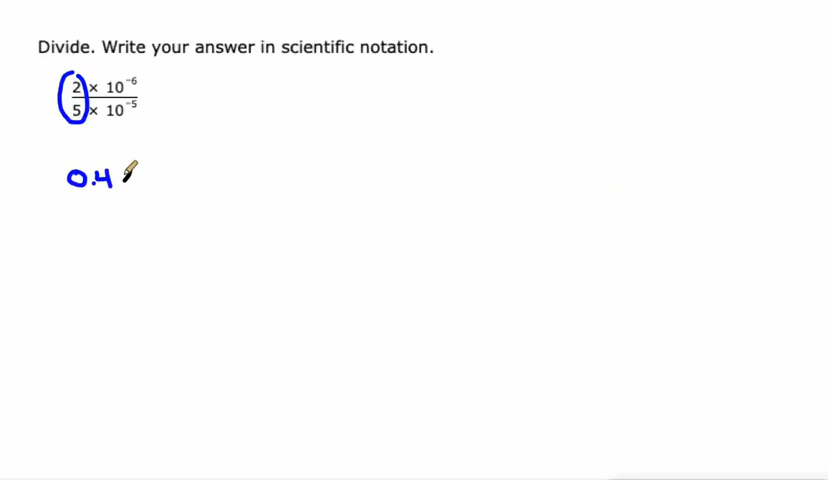 Divide. Write your answer in scientific notation.
2 × 10⁻⁶
5 × 10⁻⁵
0.4